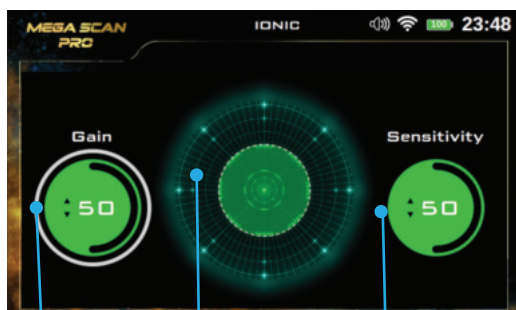 MEGA SCAN PRO
IONIC
100
23:48
Gain
Sensitivity
50
50